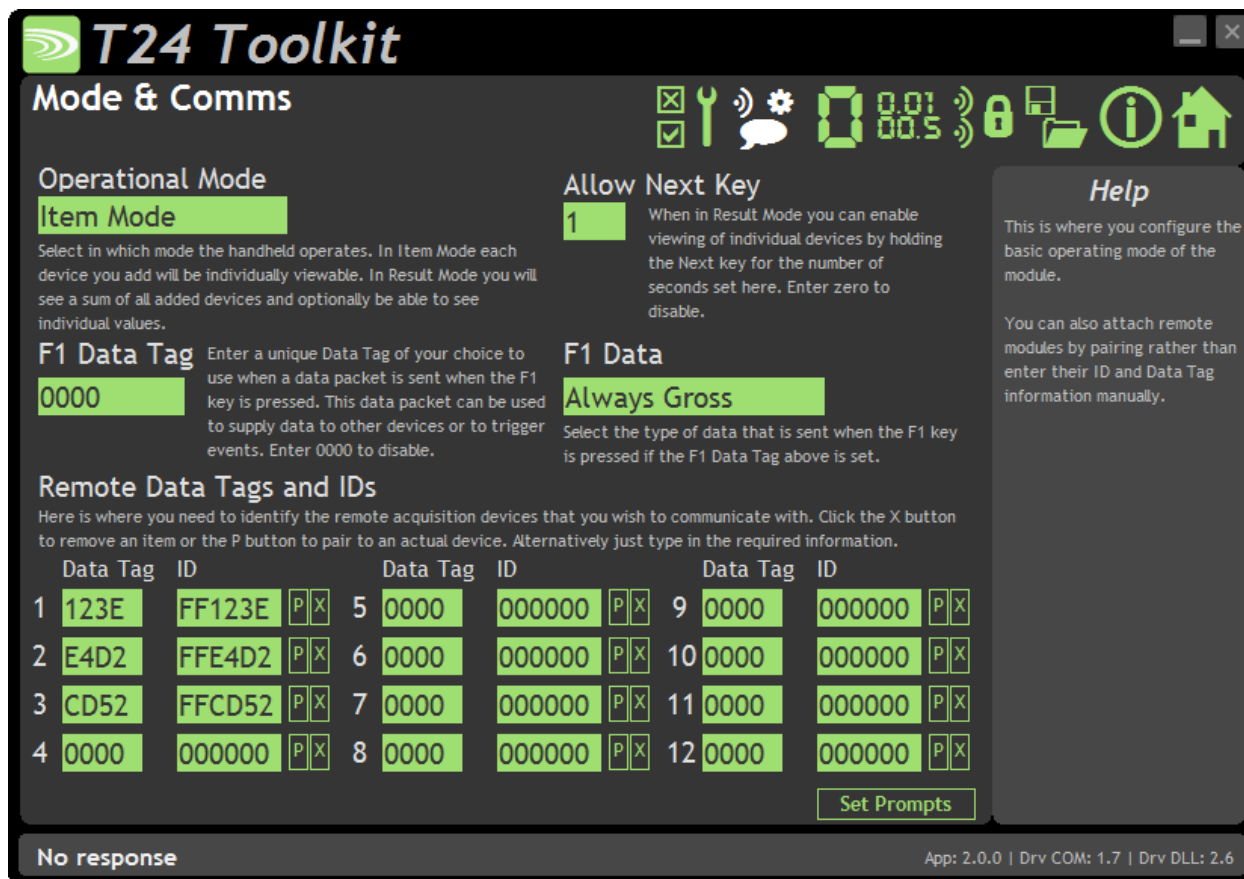 T24 Toolkit
Mode & Comms
0.01
00.5
Operational Mode
Item Mode
Select in which mode the handheld operates. In Item Mode each
device you add will be individually viewable. In Result Mode you will
see a sum of all added devices and optionally be able to see
individual values.
Allow Next Key
1
When in Result Mode you can enable
viewing of individual devices by holding
the Next key for the number of
seconds set here. Enter zero to
disable.
F1 Data Tag
0000
Enter a unique Data Tag of your choice to
use when a data packet is sent when the F1
key is pressed. This data packet can be used
to supply data to other devices or to trigger
events. Enter 0000 to disable.
F1 Data
Always Gross
Select the type of data that is sent when the F1 key
is pressed if the F1 Data Tag above is set.
Remote Data Tags and IDs
Here is where you need to identify the remote acquisition devices that you wish to communicate with. Click the X button
to remove an item or the P button to pair to an actual device. Alternatively just type in the required information.
Data Tag ID Data Tag ID Data Tag ID
1 123E FF123E P X 5 0000 000000 P X 9 0000 000000 P X
2 E4D2 FFE4D2 P X 6 0000 000000 P X 10 0000 000000 P X
3 CD52 FFCD52 P X 7 0000 000000 P X 11 0000 000000 P X
4 0000 000000 P X 8 0000 000000 P X 12 0000 000000 P X
Set Prompts
Help
This is where you configure the
basic operating mode of the
module.
You can also attach remote
modules by pairing rather than
enter their ID and Data Tag
information manually.
No response
App: 2.0.0 | Drv COM: 1.7 | Drv DLL: 2.6